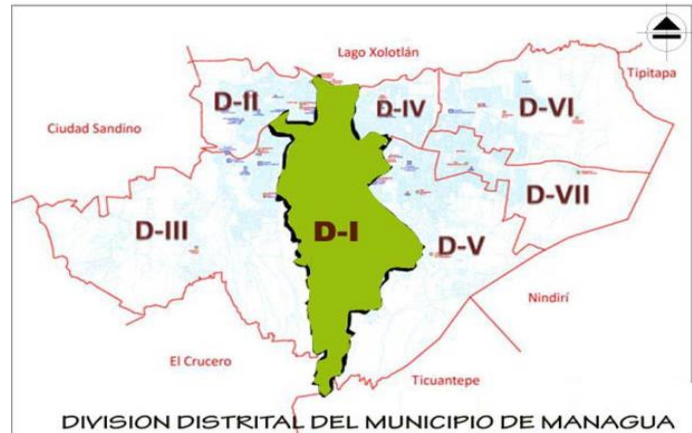 Lago Xolotlán
Tipitapa
D-II
D-IV
D-VI
Ciudad Sandino
D-VII
D-III
D-I
D-V
Nindirí
El Crucero
Ticuantepe
DIVISION DISTRITAL DEL MUNICIPIO DE MANAGUA